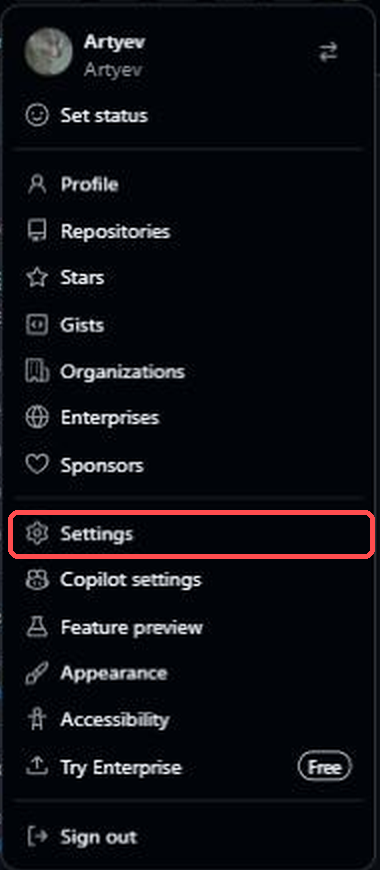 Artyev
Artyev
Set status
Profile
Repositories
Stars
Gists
Organizations
Enterprises
Sponsors
Settings
Copilot settings
Feature preview
Appearance
Accessibility
Try Enterprise Free
Sign out